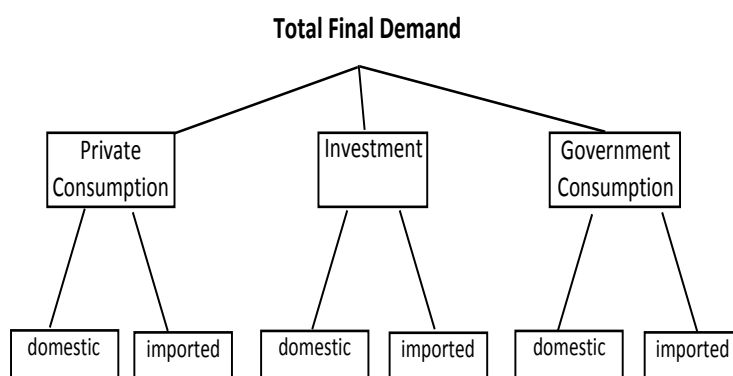 Total Final Demand
Private
Consumption
Investment
Government
Consumption
domestic
imported
domestic
imported
domestic
imported